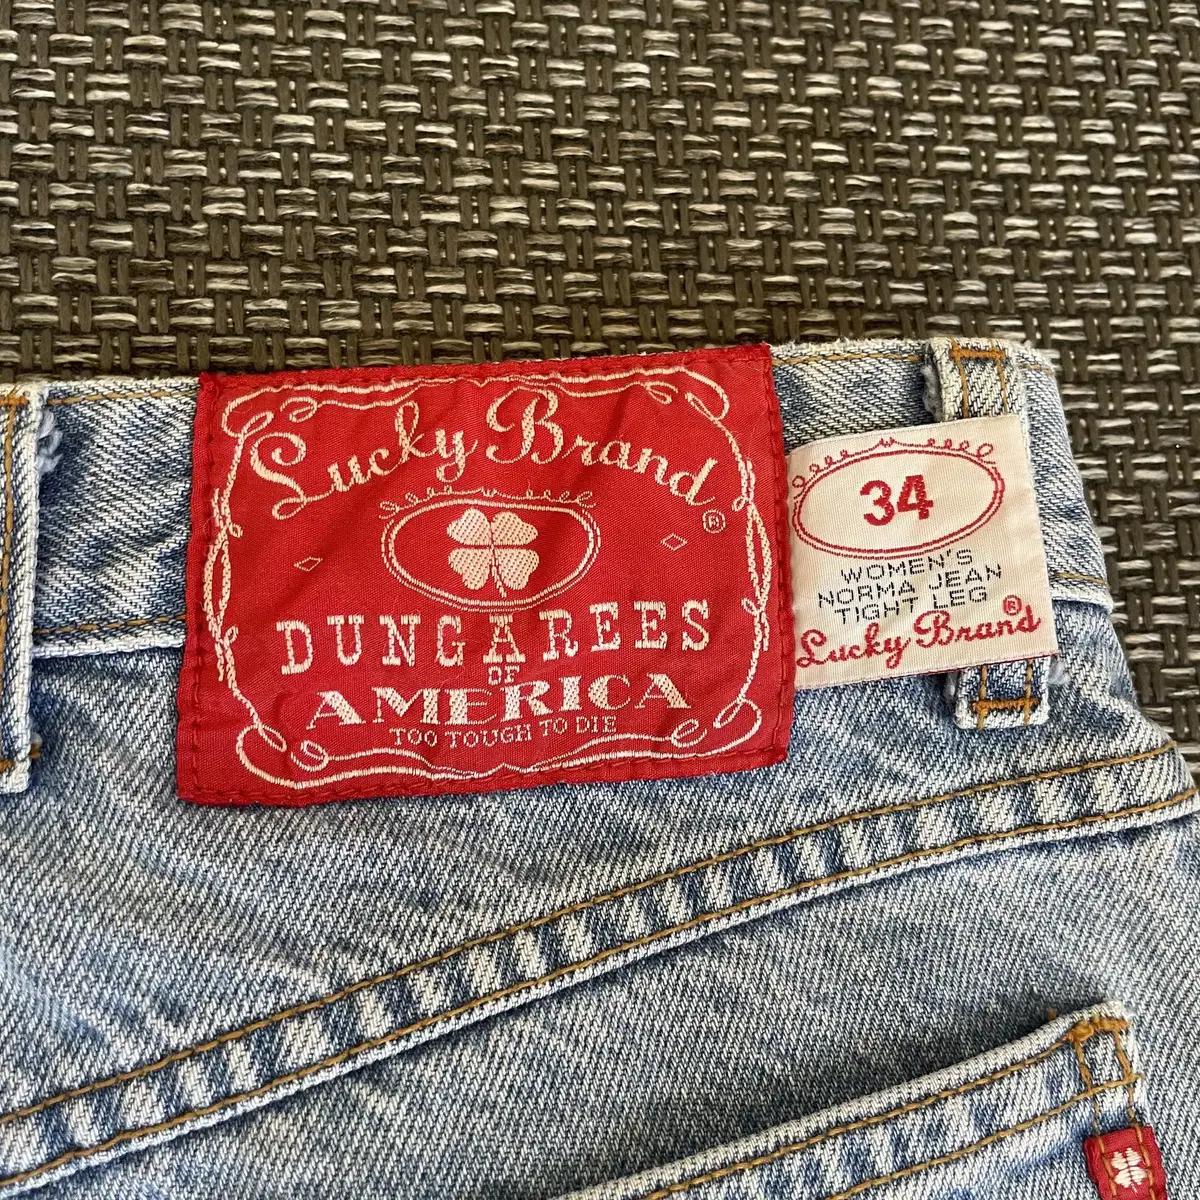 Lucky Brand ®
DUNGAREES
OF
AMERICA
TOO TOUGH TO DIE
34
WOMEN'S
NORMA JEAN
TIGHT LEG
Lucky Brand ®